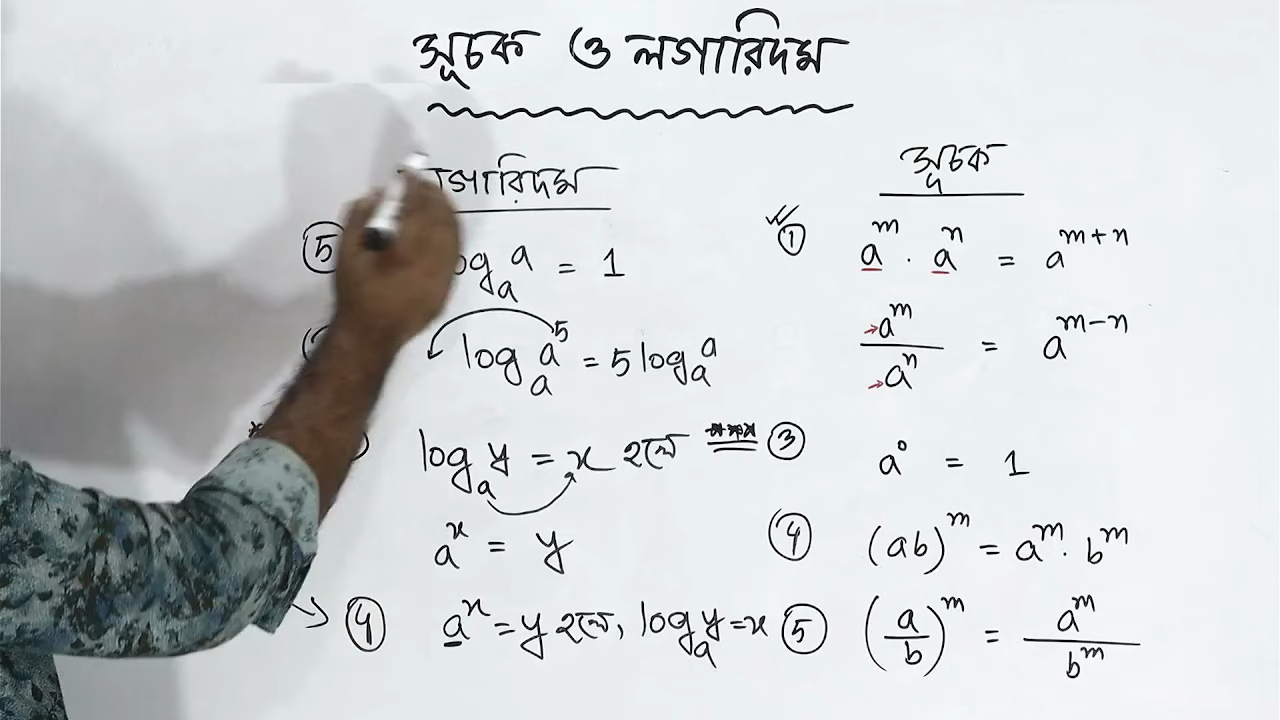 সূচক ও লগারিদম
গারিদম
⑤ log_a a = 1
log_a a^5 = 5 log_a a
log_a y = x হলে
a^x = y
④ a^x = y হলে, log_a y = x
সূচক
① a^m . a^n = a^{m+n}
a^m / a^n = a^{m-n}
*** ③ a^0 = 1
④ (ab)^m = a^m . b^m
⑤ (a/b)^m = a^m / b^m